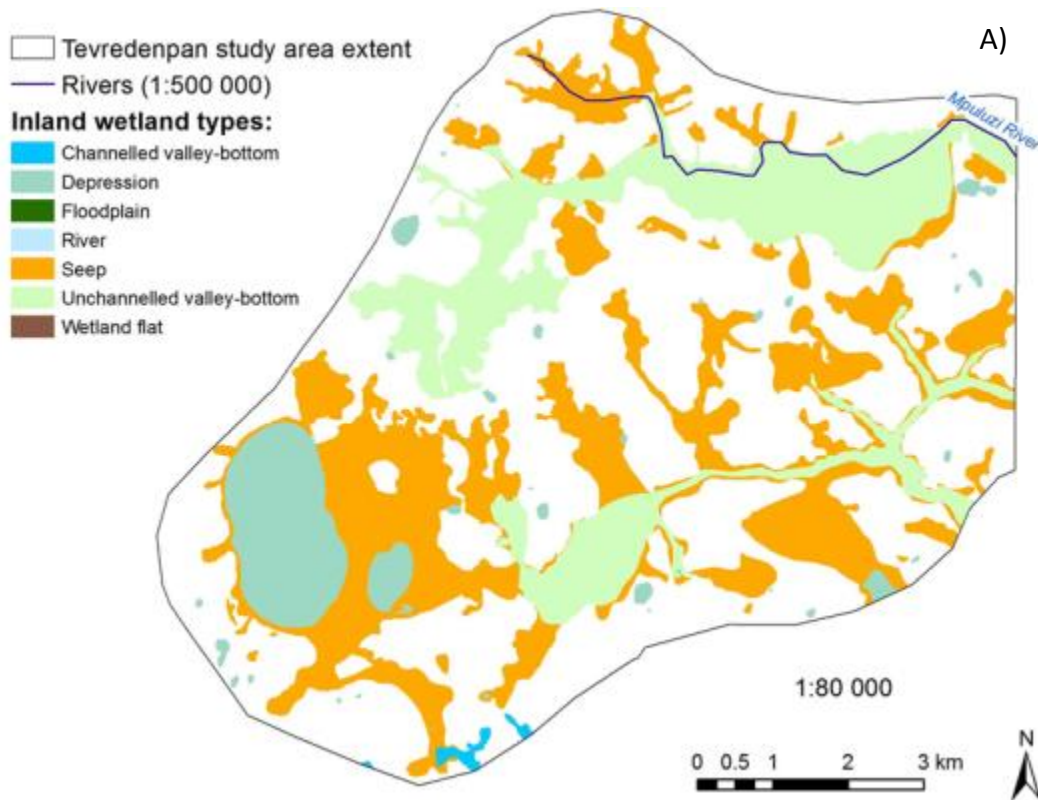 A)
Tevredenpan study area extent
Rivers (1:500 000)
Inland wetland types:
Channelled valley-bottom
Depression
Floodplain
River
Seep
Unchannelled valley-bottom
Wetland flat
Mpuluzi River
1:80 000
0 0.5 1 2 3 km
N